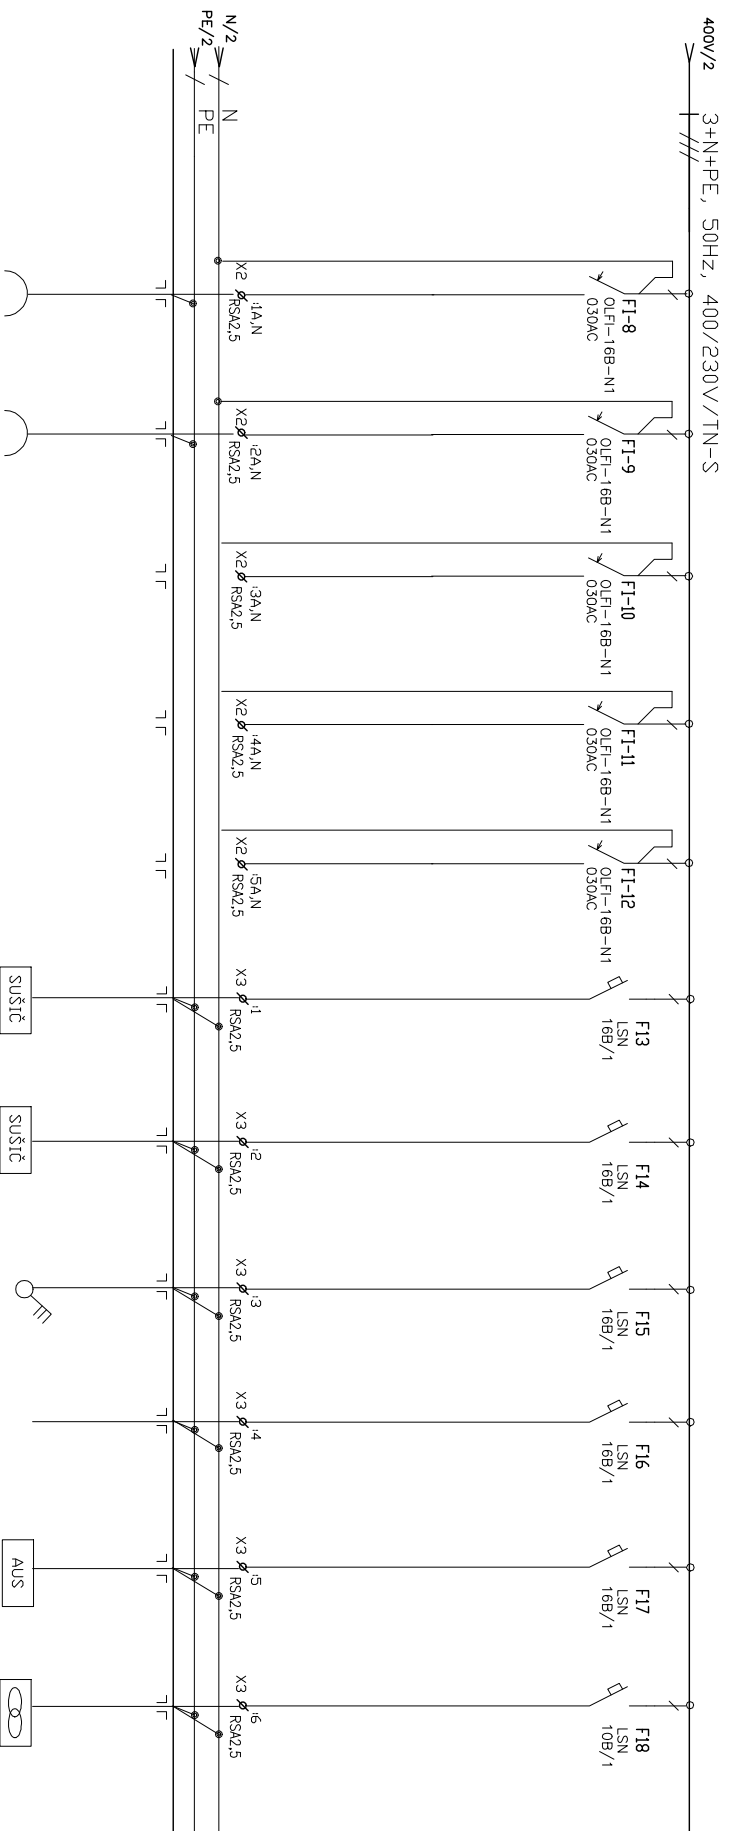 400V/2
3+N+PE, 50Hz, 400/230V/TN-S
N/2
PE/2
N
PE
FI-8
OLFI-16B-N1
030AC
X2
:1A,N
RSA2,5
FI-9
OLFI-16B-N1
030AC
X2
:2A,N
RSA2,5
FI-10
OLFI-16B-N1
030AC
X2
:3A,N
RSA2,5
FI-11
OLFI-16B-N1
030AC
X2
:4A,N
RSA2,5
FI-12
OLFI-16B-N1
030AC
X2
:5A,N
RSA2,5
F13
LSN
16B/1
X3
:1
RSA2,5
SUŠIČ
F14
LSN
16B/1
X3
:2
RSA2,5
SUŠIČ
F15
LSN
16B/1
X3
:3
RSA2,5
F16
LSN
16B/1
X3
:4
RSA2,5
F17
LSN
16B/1
X3
:5
RSA2,5
AUS
F18
LSN
10B/1
X3
:6
RSA2,5